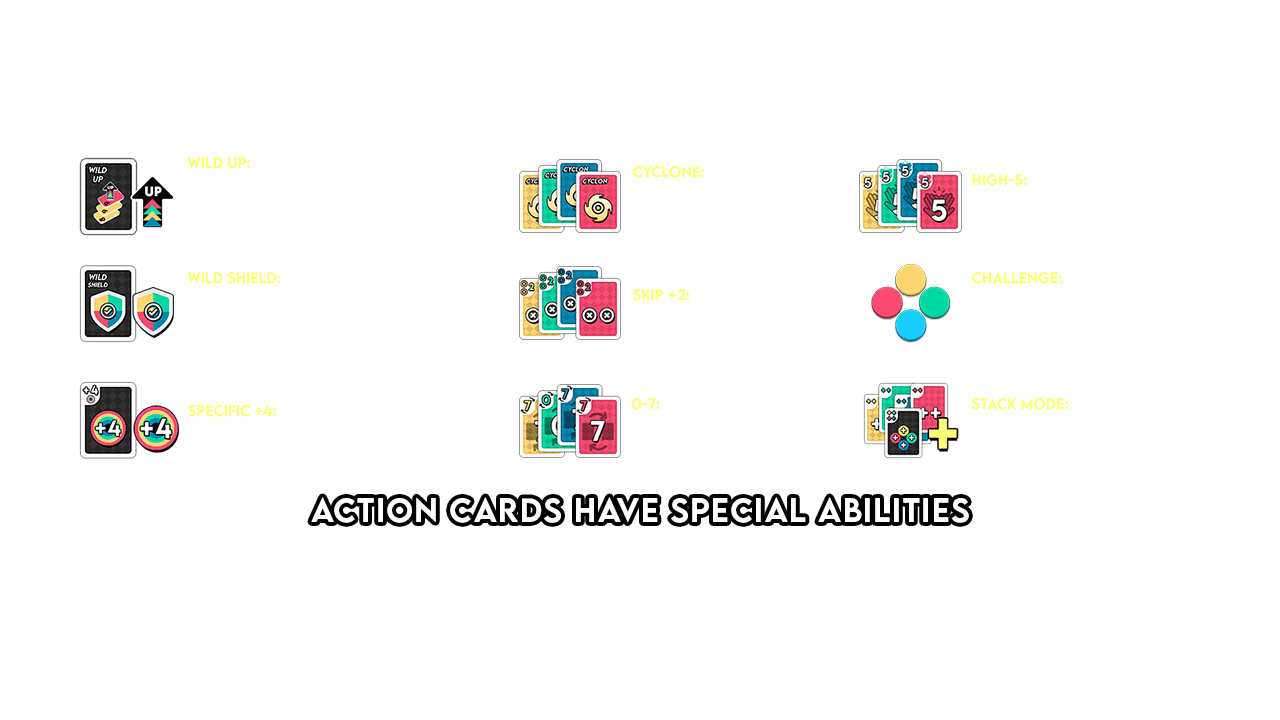 WILD UP:
WILD
UP
UP
CYCLONE:
CYCLON
HIGH-5:
5
5
5
5
5
WILD SHIELD:
WILD
SHIELD
SKIP +2:
2
2
2
2
CHALLENGE:
SPECIFIC +4:
+4
+4
+4
0-7:
7
0
7
7
7
STACK MODE:
ACTION CARDS HAVE SPECIAL ABILITIES